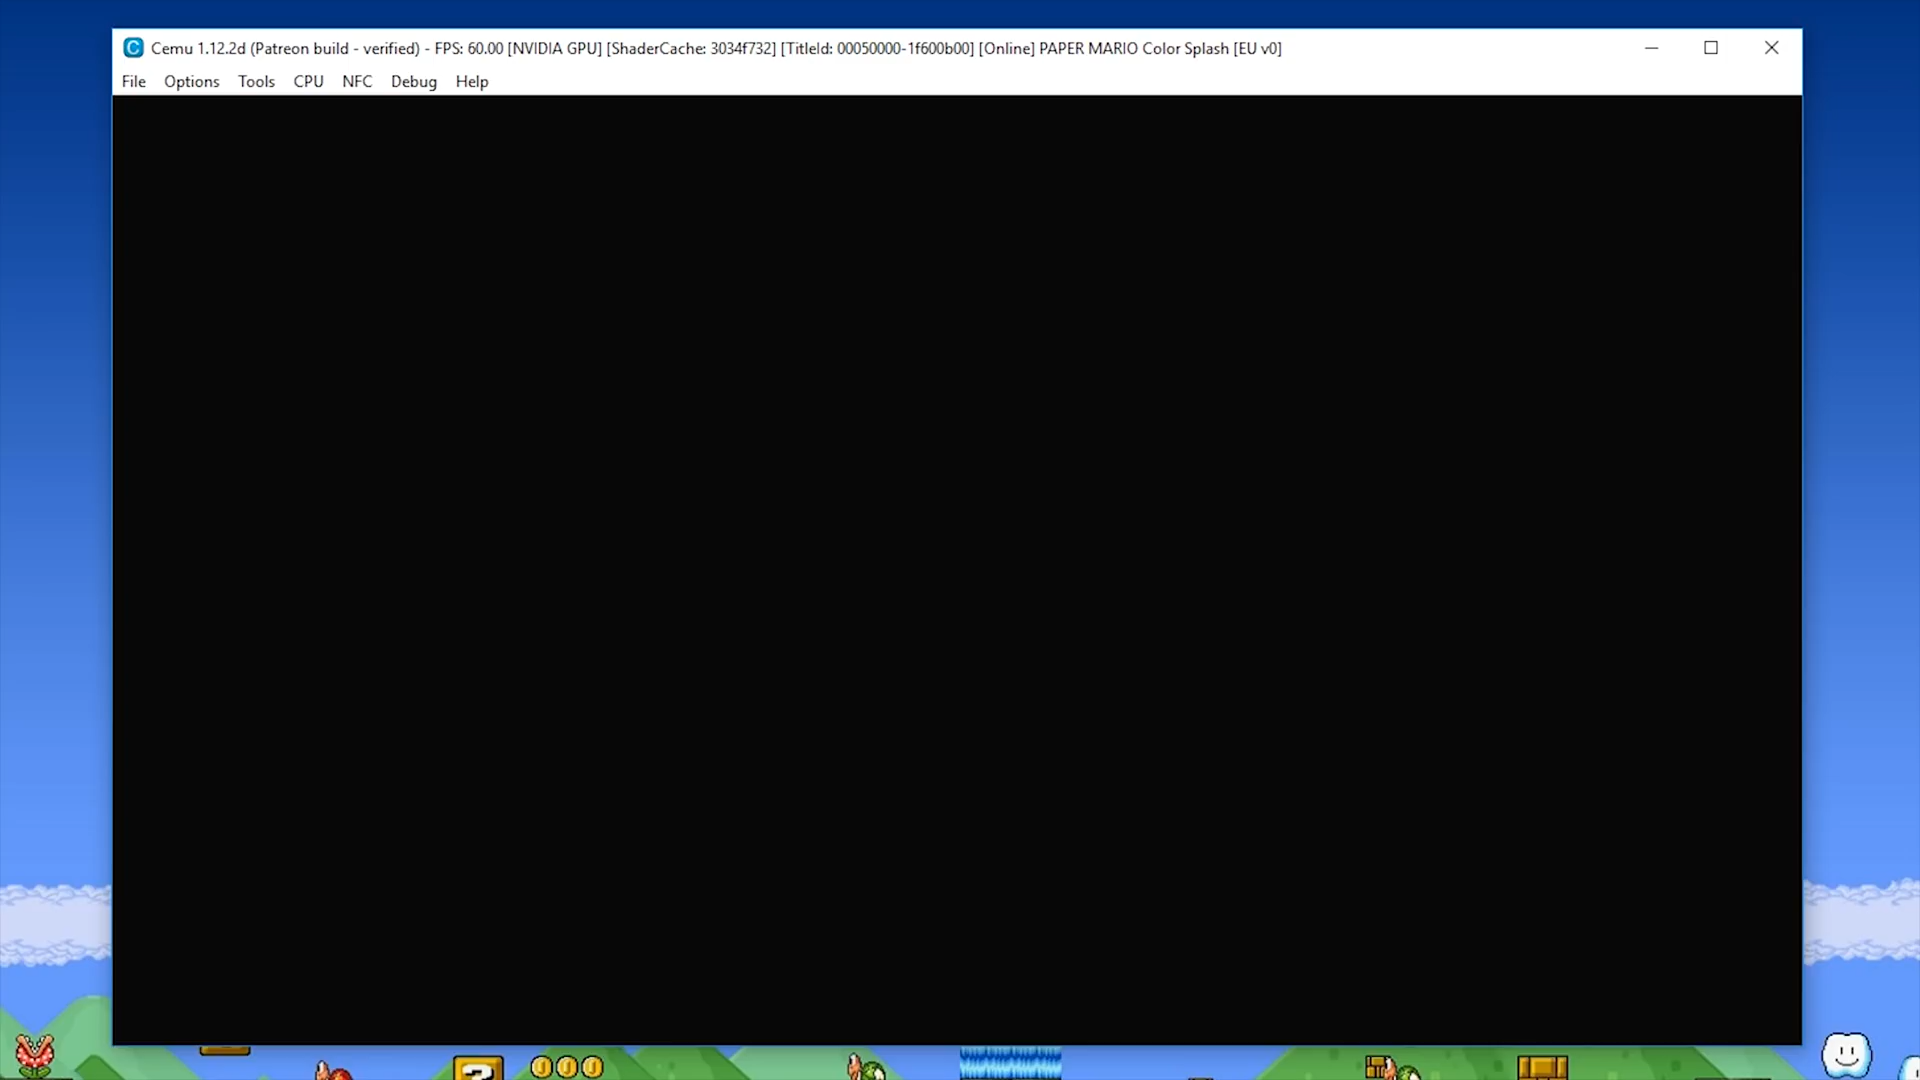 Cemu 1.12.2d (Patreon build - verified) - FPS: 60.00 [NVIDIA GPU] [ShaderCache: 3034f732] [TitleId: 00050000-1f600b00] [Online] PAPER MARIO Color Splash [EU v0]
File Options Tools CPU NFC Debug Help